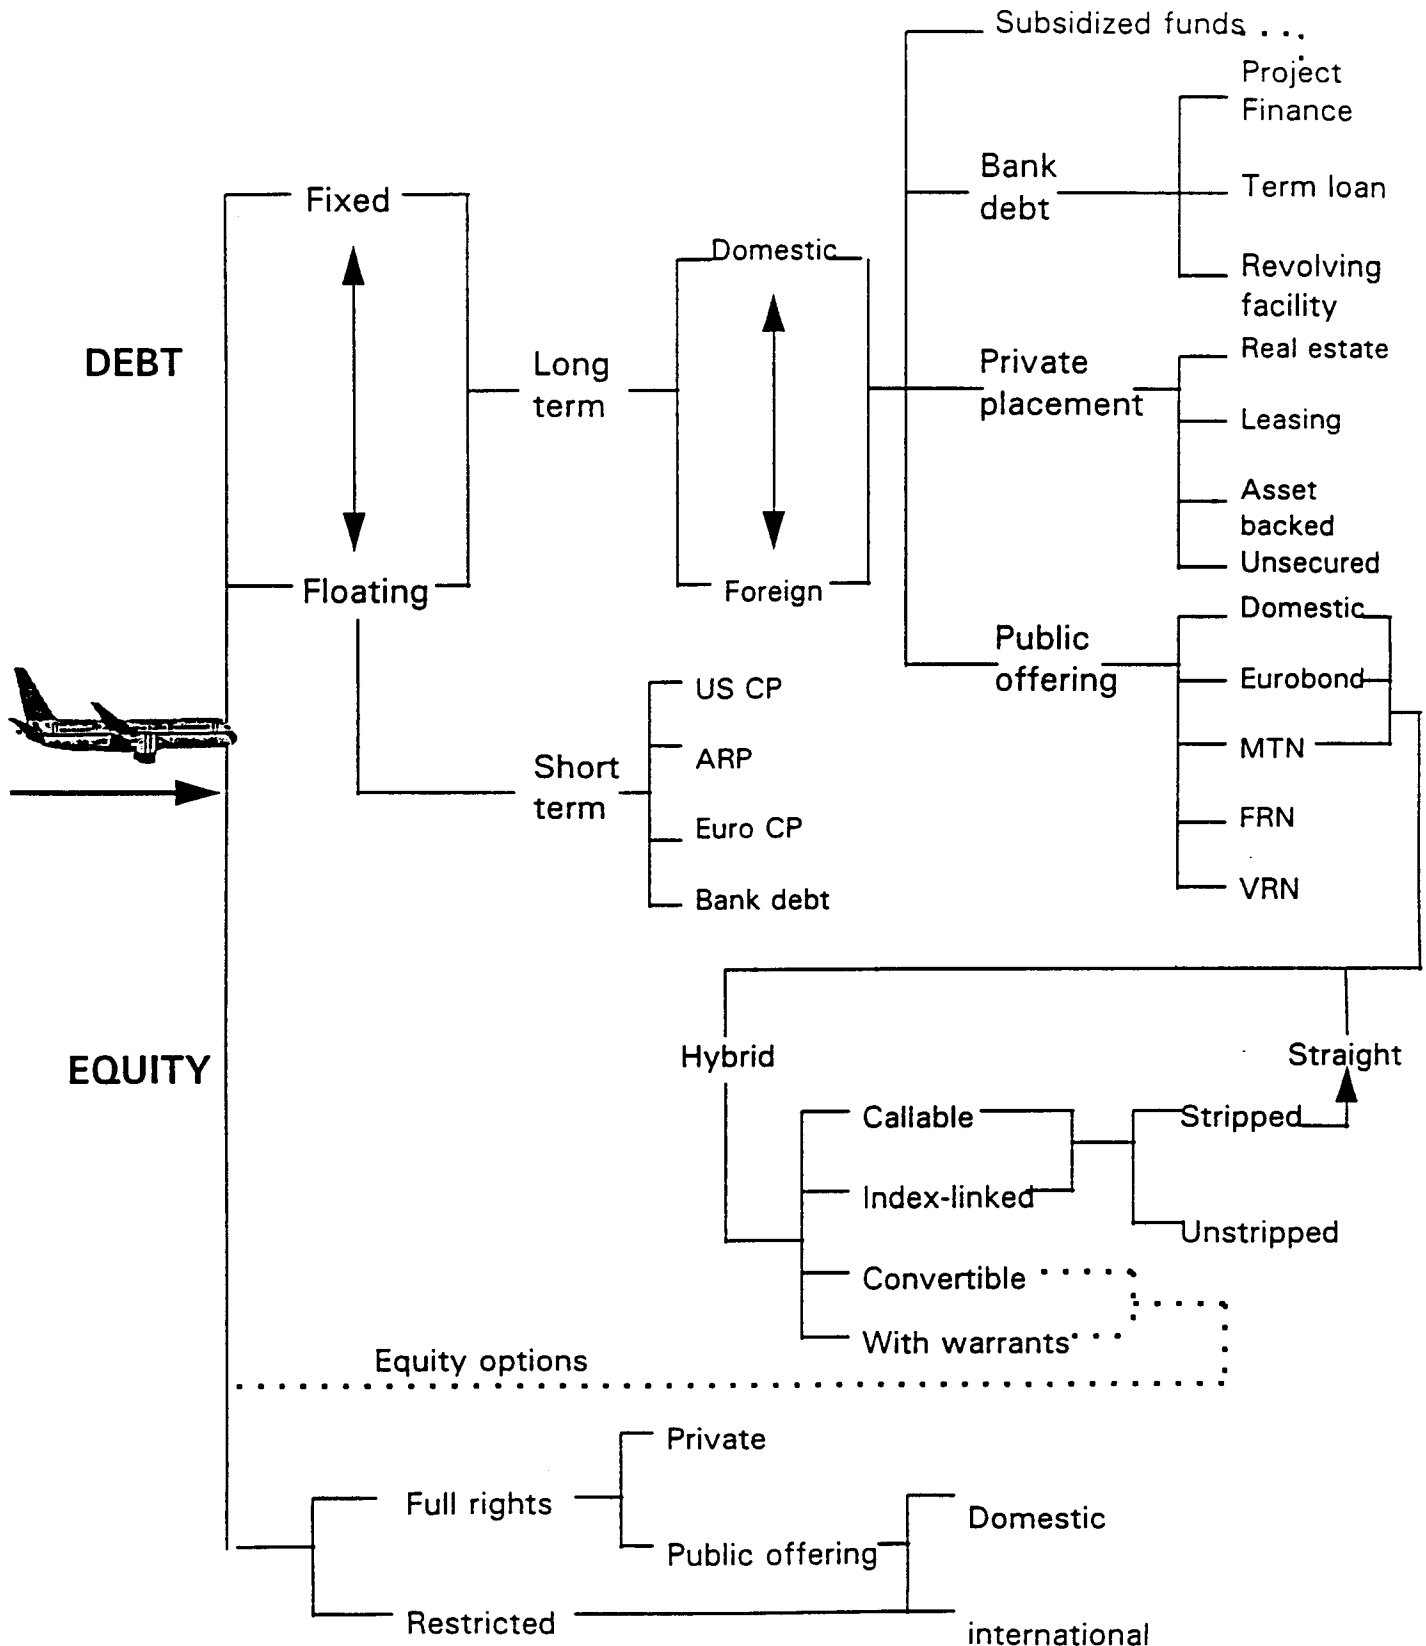 Subsidized funds
Project
Finance
Bank
debt
Term loan
Fixed
Domestic
Revolving
facility
DEBT
Long
term
Private
placement
Real estate
Leasing
Asset
backed
Unsecured
Floating
Foreign
Domestic
Public
offering
Eurobond
US CP
MTN
ARP
Short
term
FRN
Euro CP
VRN
Bank debt
EQUITY
Hybrid
Straight
Callable
Stripped
Index-linked
Unstripped
Convertible
With warrants
Equity options
Private
Full rights
Domestic
Public offering
Restricted
international